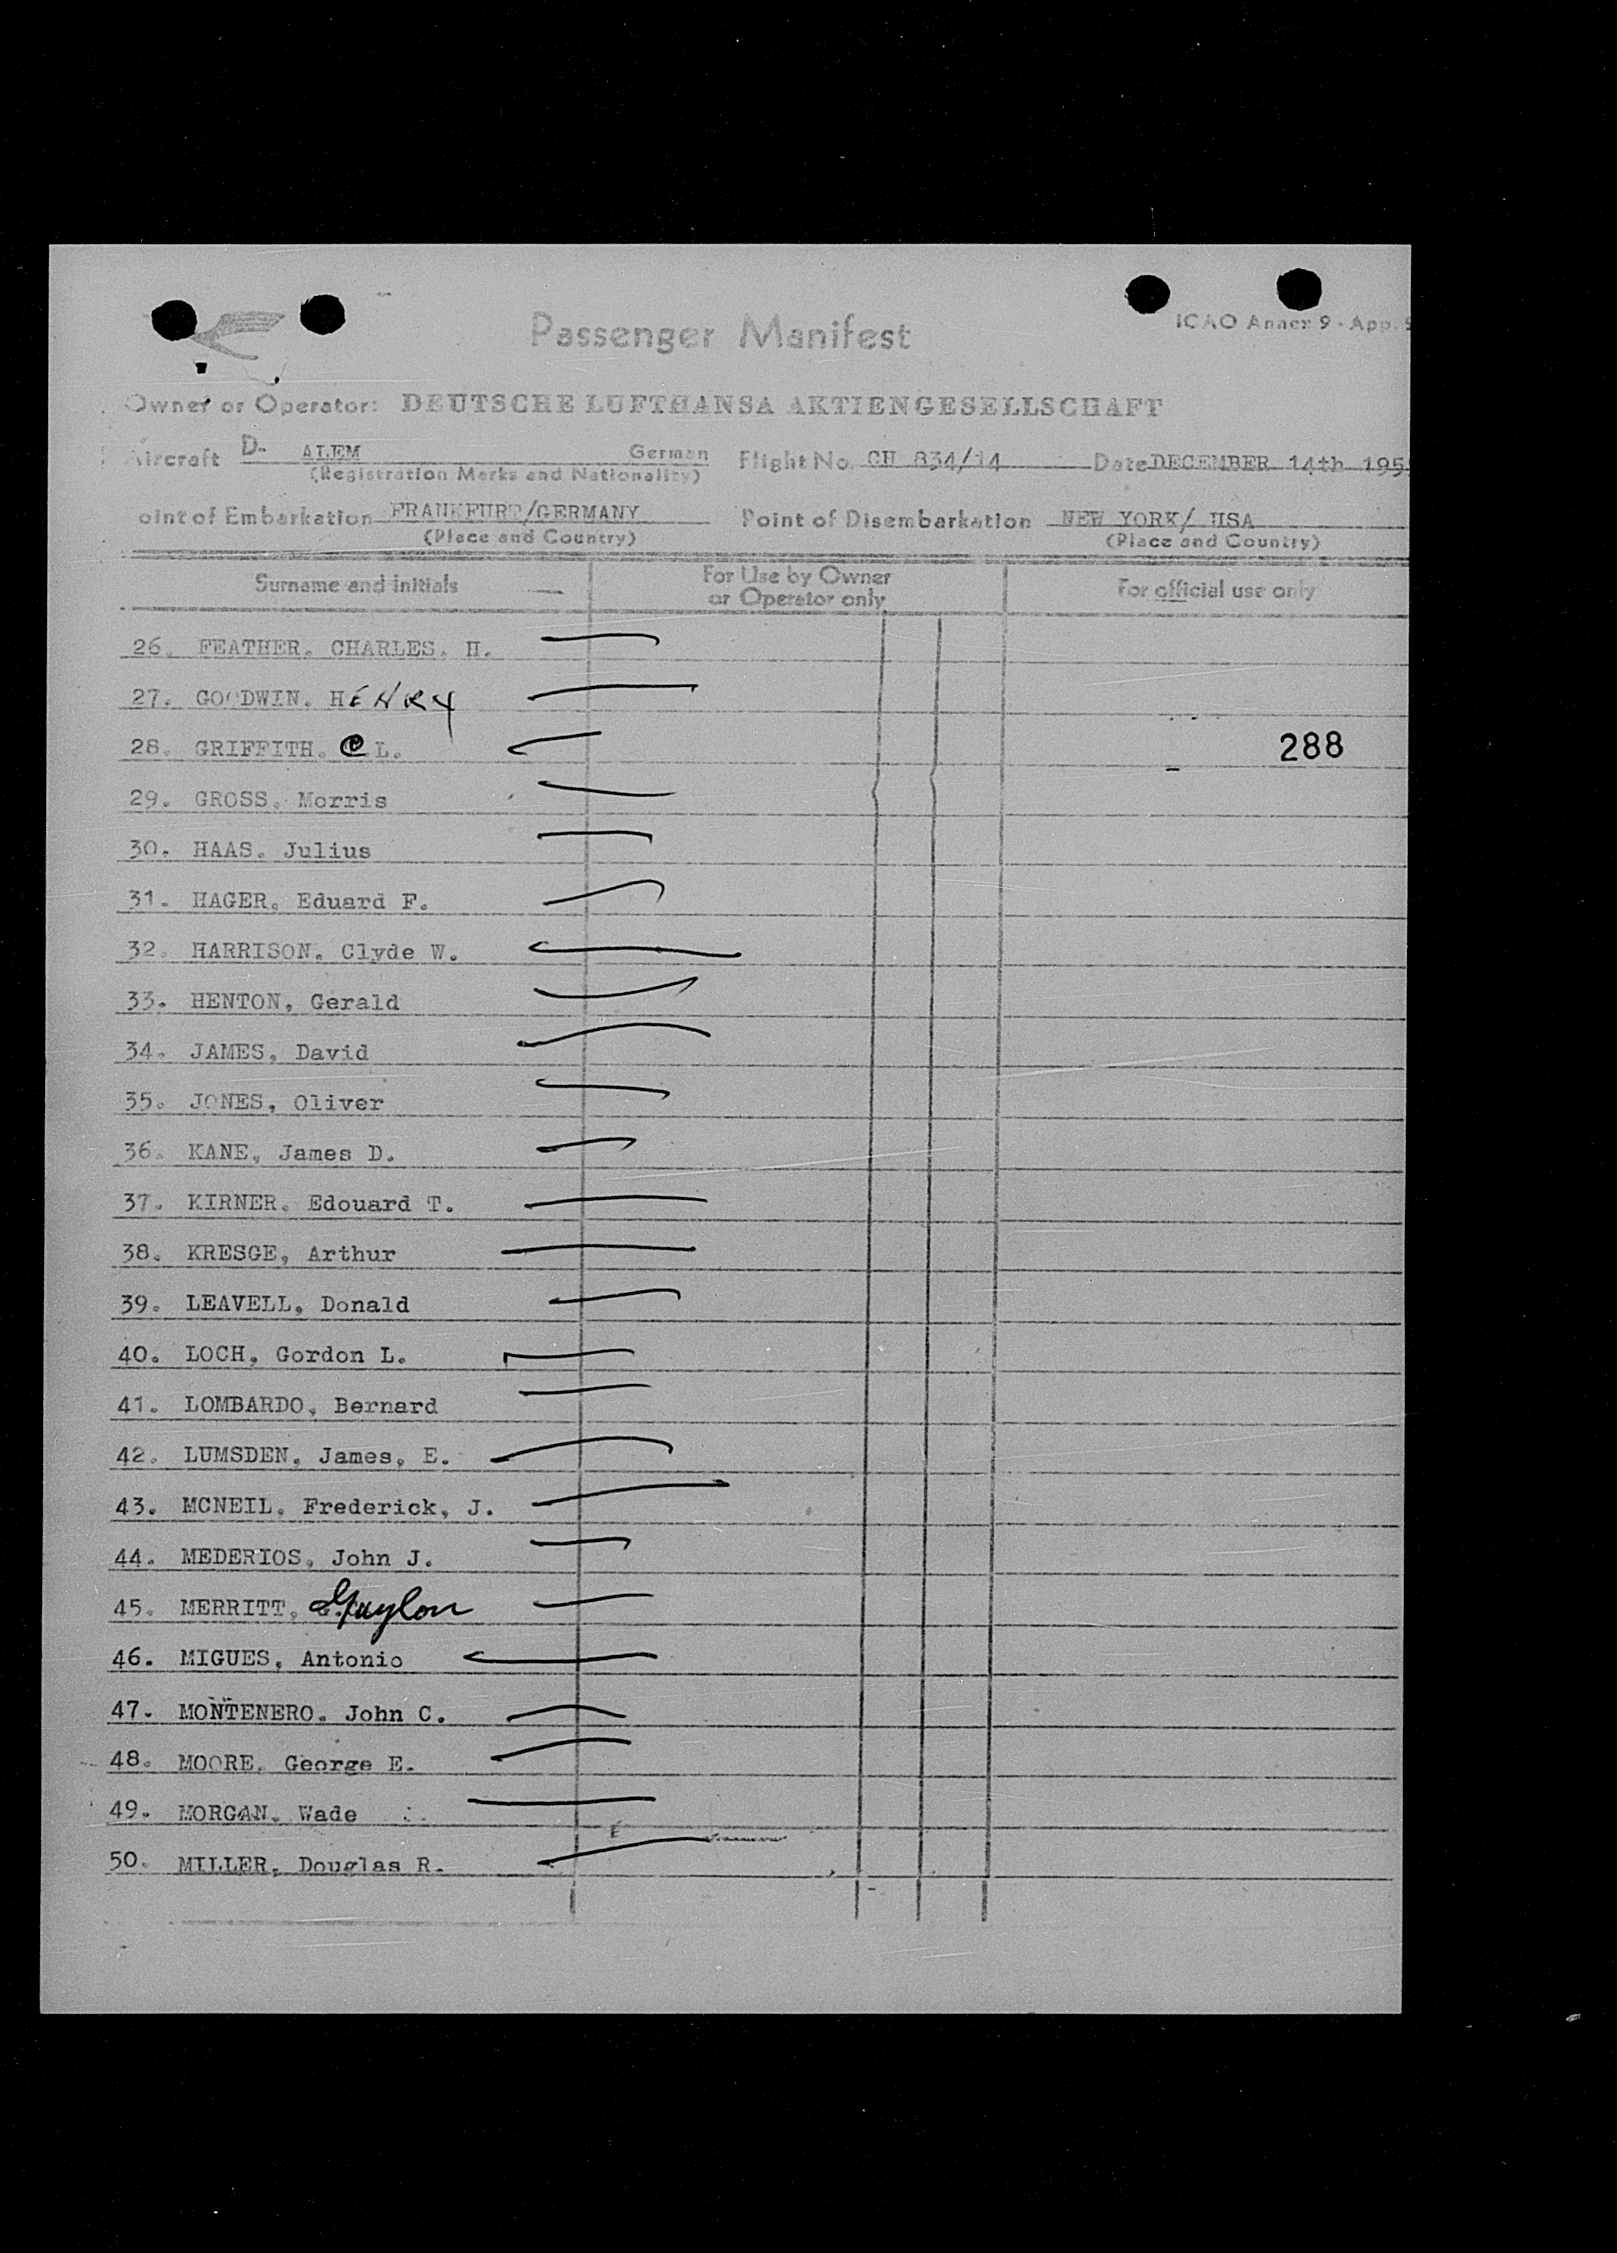 Passenger Manifest
ICAO Annex 9 - App.
Owner or Operator: DEUTSCHE LUFTHANSA AKTIENGESELLSCHAFT
Aircraft D- ALEM German Flight No. 834/14 Date DECEMBER 14th 195
(Registration Marks and Nationality)
oint of Embarkation FRANKFURT/GERMANY Point of Disembarkation NEW YORK/ USA
(Place and Country) (Place and Country)
Surname and initials For Use by Owner or Operator only For official use only
26. FEATHER. CHARLES. H.
27. GOODWIN. HENRY
28. GRIFFITH. C L. 288
29. GROSS. Morris
30. HAAS. Julius
31. HAGER. Eduard F.
32. HARRISON. Clyde W.
33. HENTON, Gerald
34. JAMES, David
35. JONES, Oliver
36. KANE, James D.
37. KIRNER. Edouard T.
38. KRESGE, Arthur
39. LEAVELL, Donald
40. LOCH, Gordon L.
41. LOMBARDO, Bernard
42. LUMSDEN, James, E.
43. MCNEIL, Frederick, J.
44. MEDERIOS, John J.
45. MERRITT, Gaylon
46. MIGUES, Antonio
47. MONTENERO. John C.
48. MOORE. George E.
49. MORGAN. Wade
50. MILLER, Douglas R.